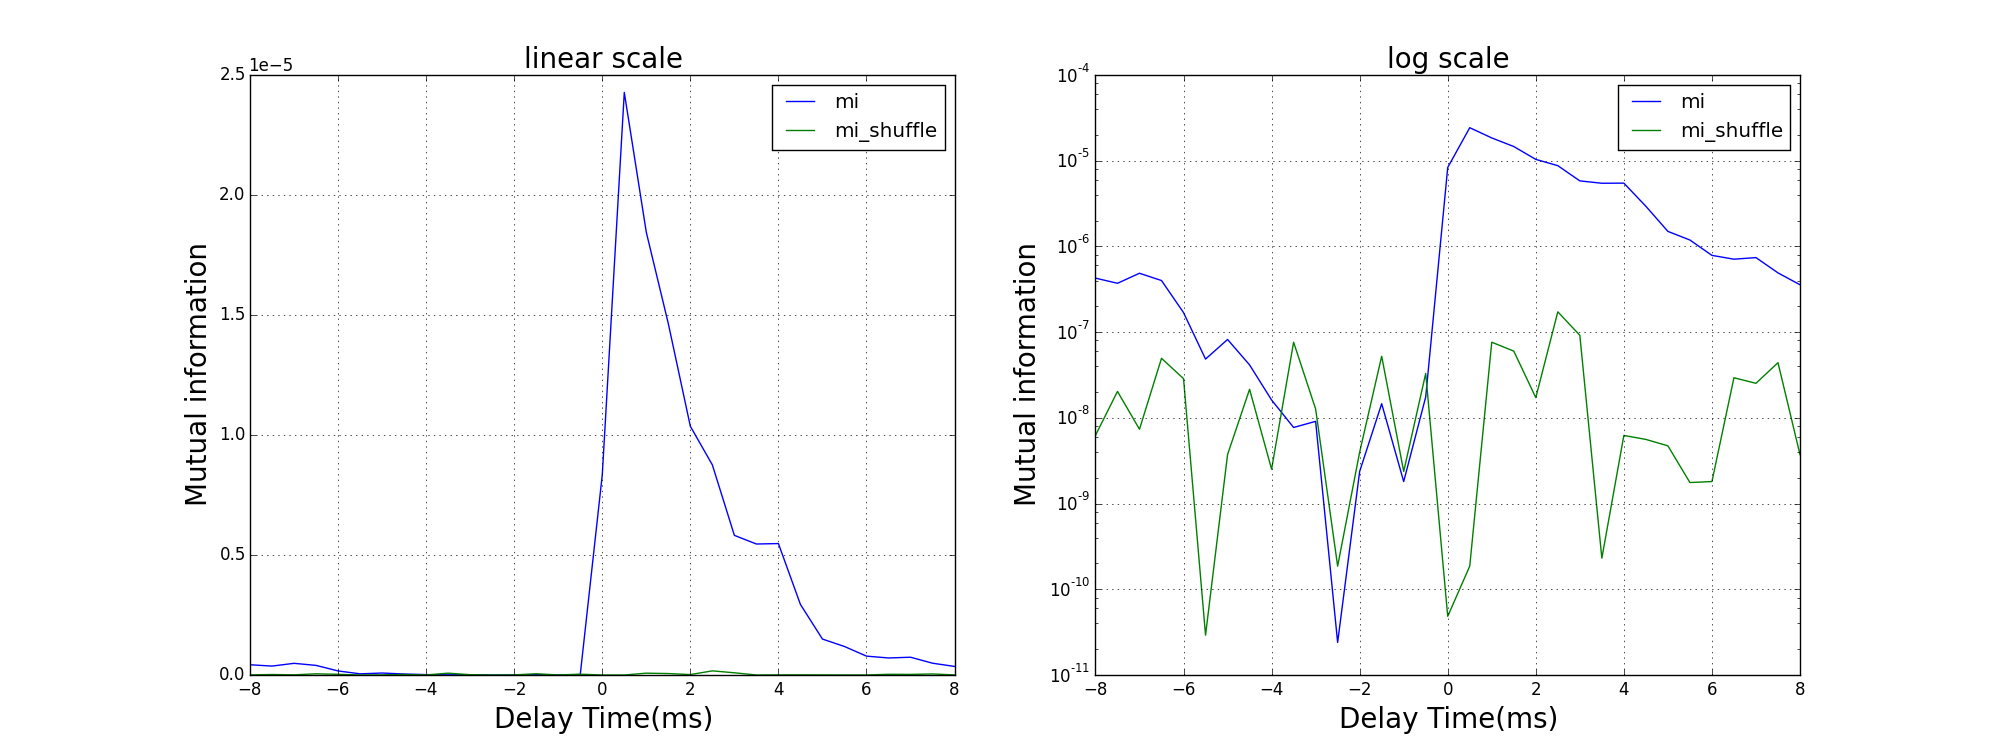 linear scale
1e−5
2.5
2.0
1.5
1.0
0.5
0.0
mi
mi_shuffle
−8 −6 −4 −2 0 2 4 6 8
Delay Time(ms)
Mutual information
log scale
10^-4
10^-5
10^-6
10^-7
10^-8
10^-9
10^-10
10^-11
mi
mi_shuffle
−8 −6 −4 −2 0 2 4 6 8
Delay Time(ms)
Mutual information